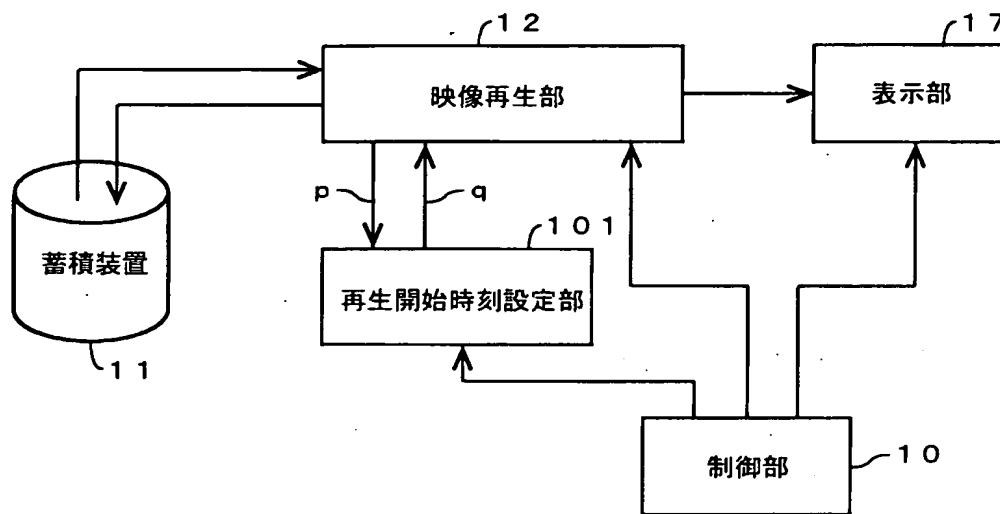 １２
１７
映像再生部
表示部
p
q
１０１
蓄積装置
再生開始時刻設定部
１１
制御部
１０